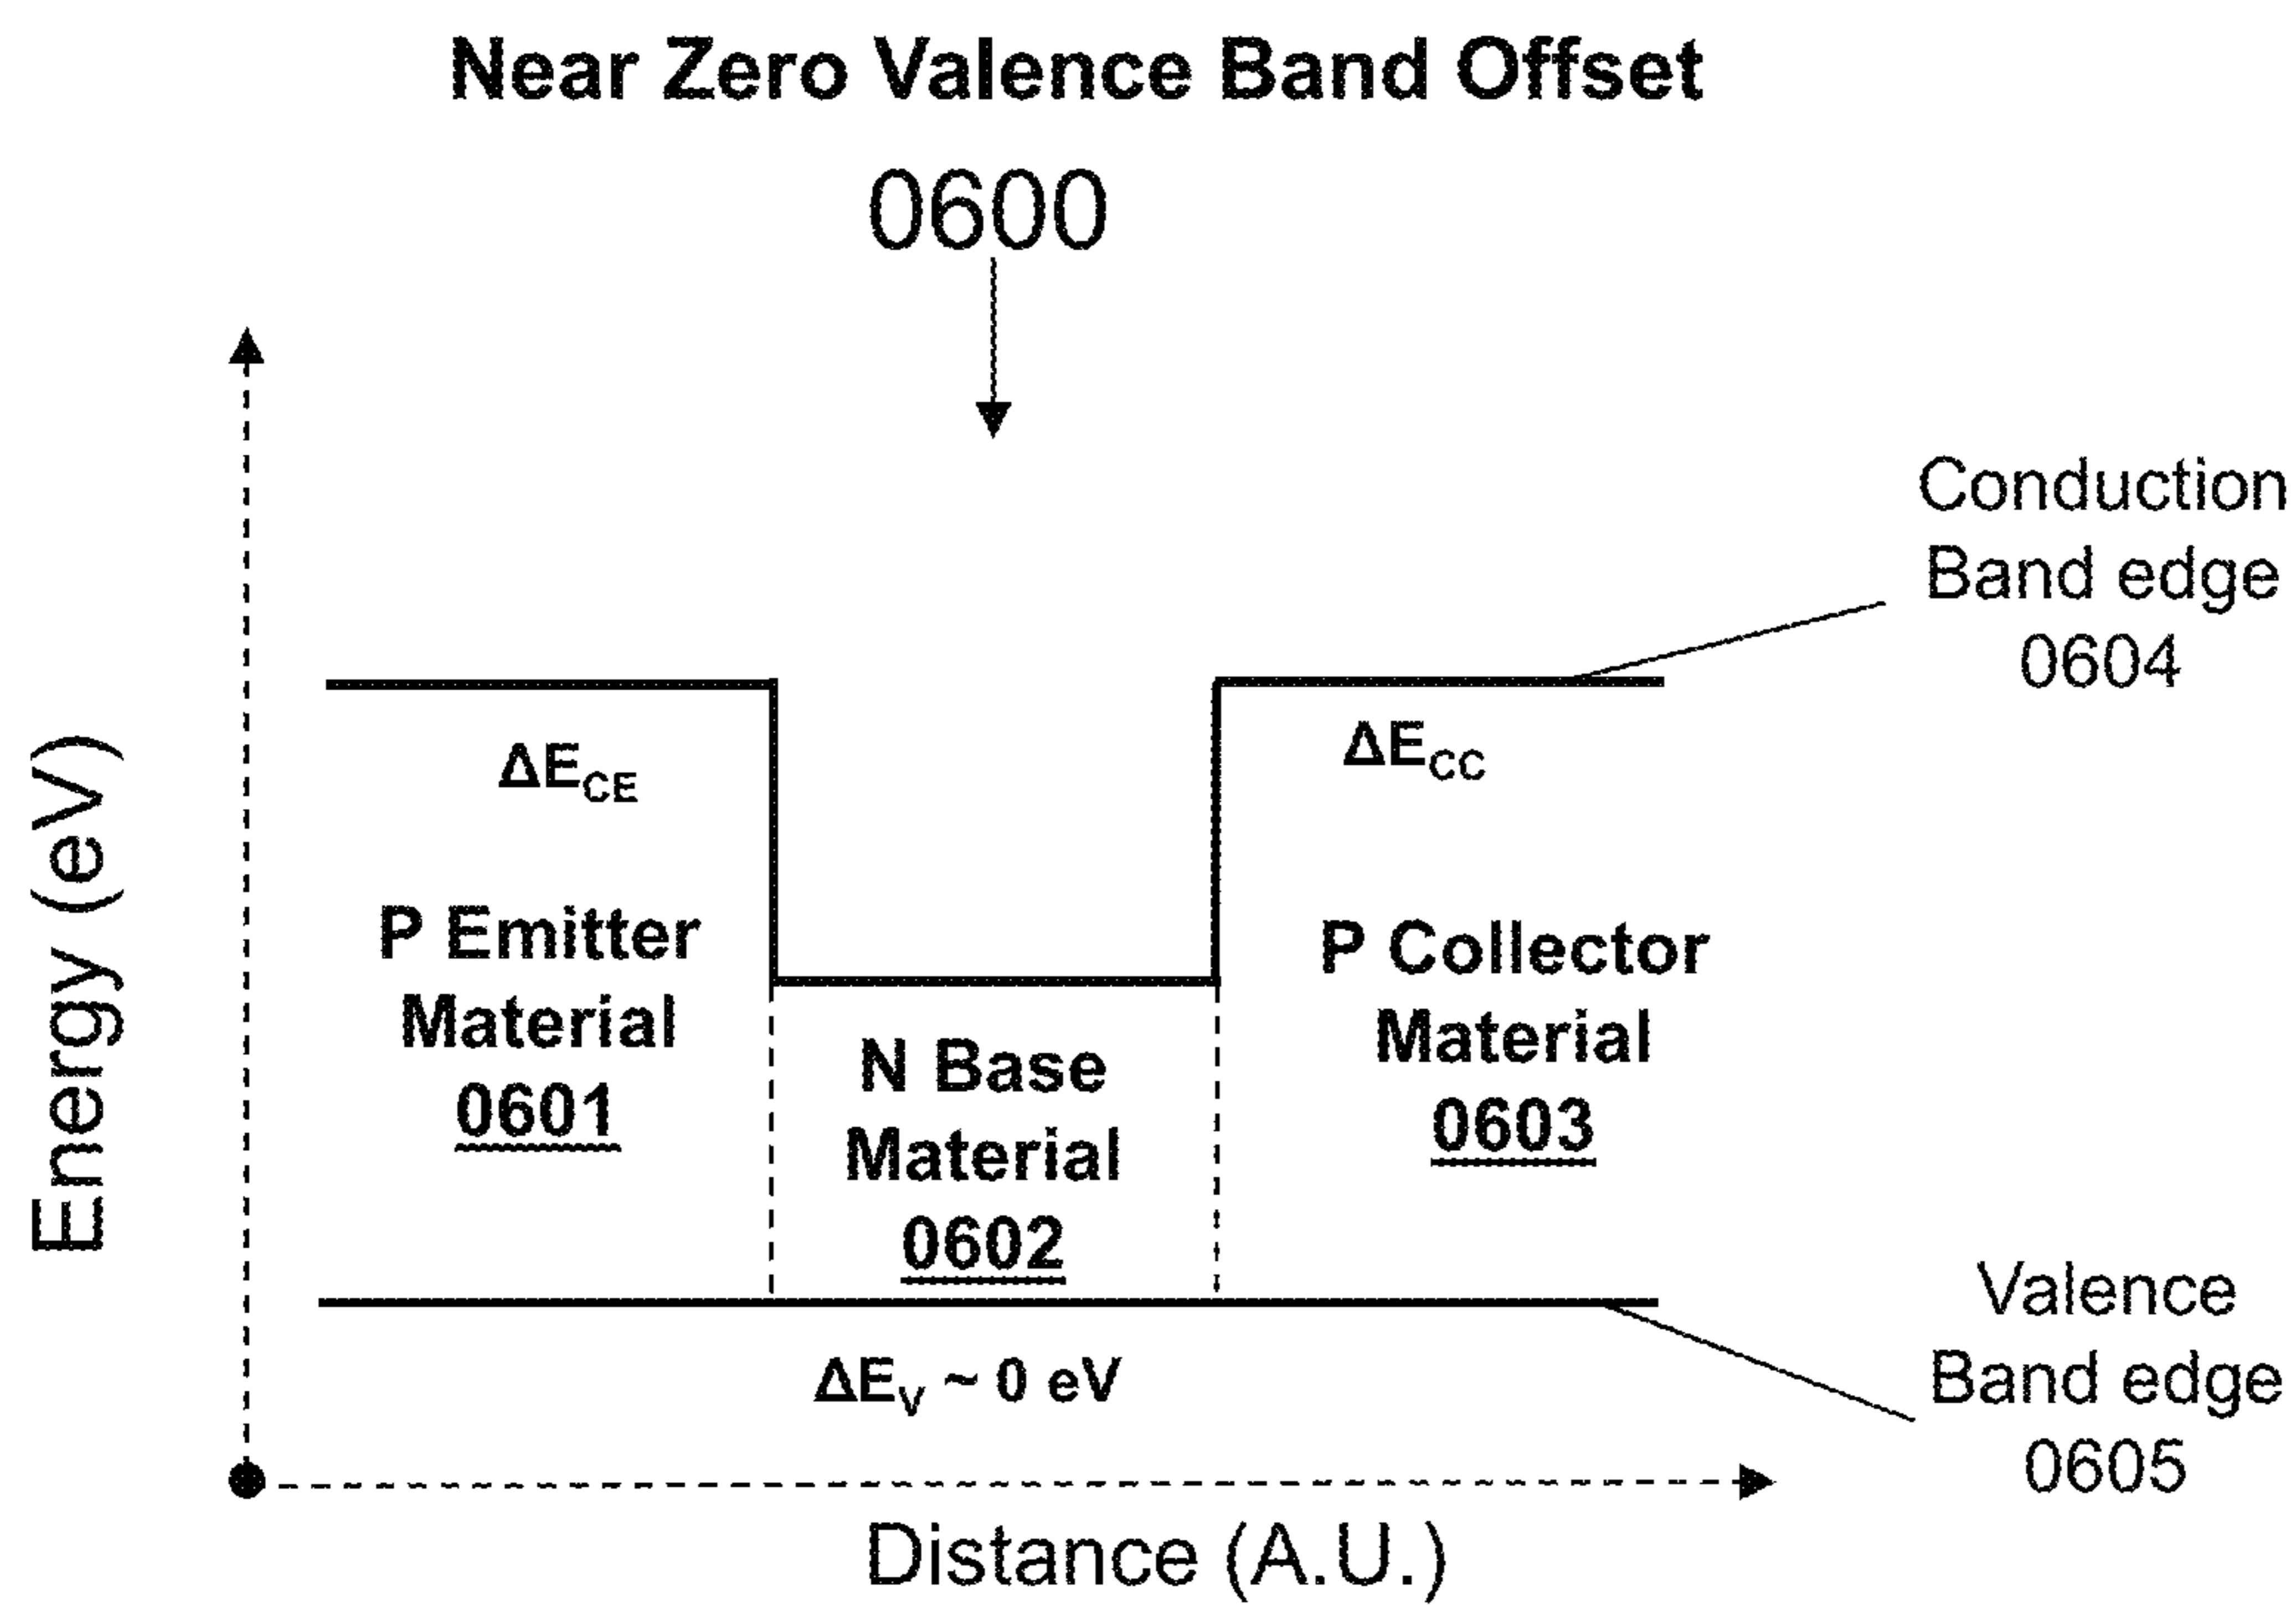 Near Zero Valence Band Offset
0600
Conduction
Band edge
0604
ΔE_CE
ΔE_CC
Energy (eV)
P Emitter
Material
0601
N Base
Material
0602
P Collector
Material
0603
Valence
Band edge
0605
ΔE_V ~ 0 eV
Distance (A.U.)